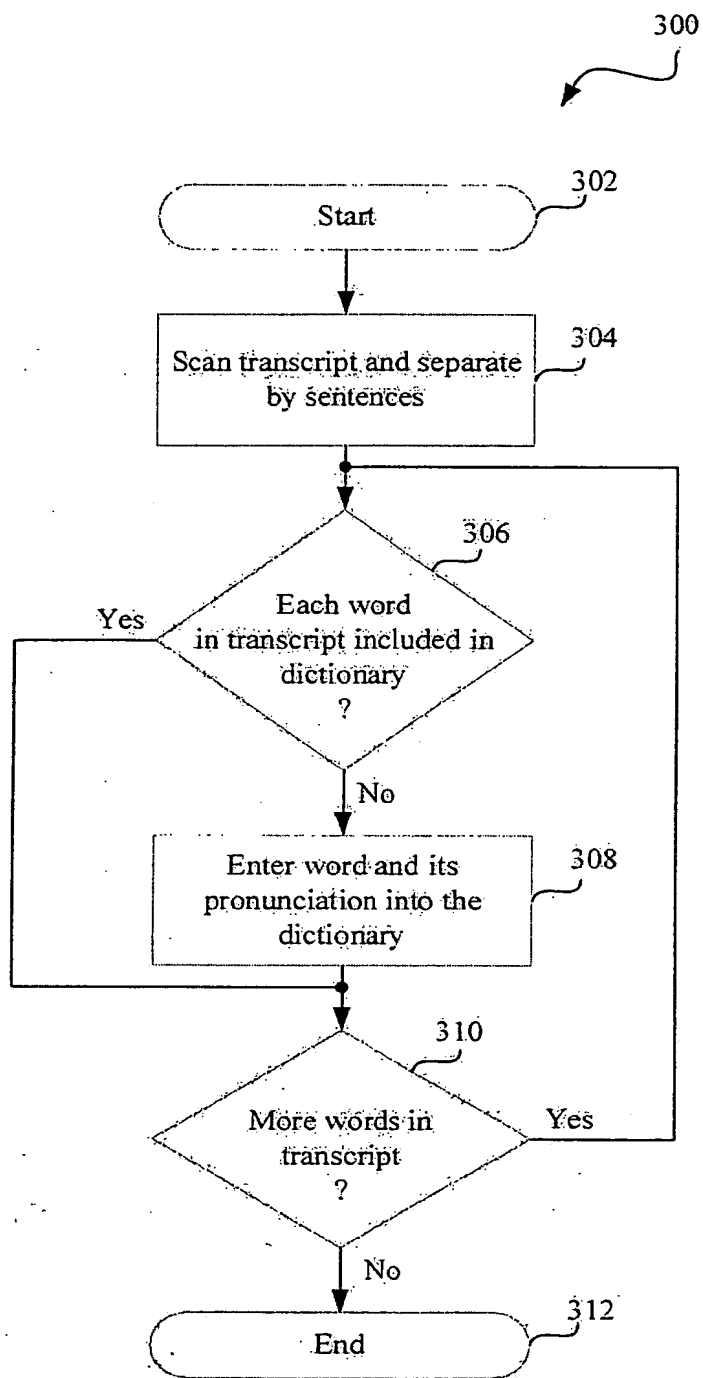 300
302
Start
304
Scan transcript and separate
by sentences
306
Yes
Each word
in transcript included in
dictionary
?
No
308
Enter word and its
pronunciation into the
dictionary
310
More words in
transcript
?
Yes
No
312
End